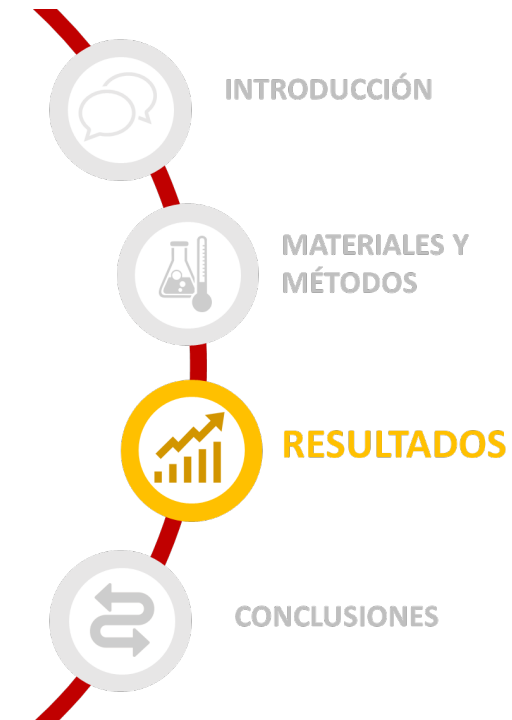 INTRODUCCIÓN
MATERIALES Y
MÉTODOS
RESULTADOS
CONCLUSIONES